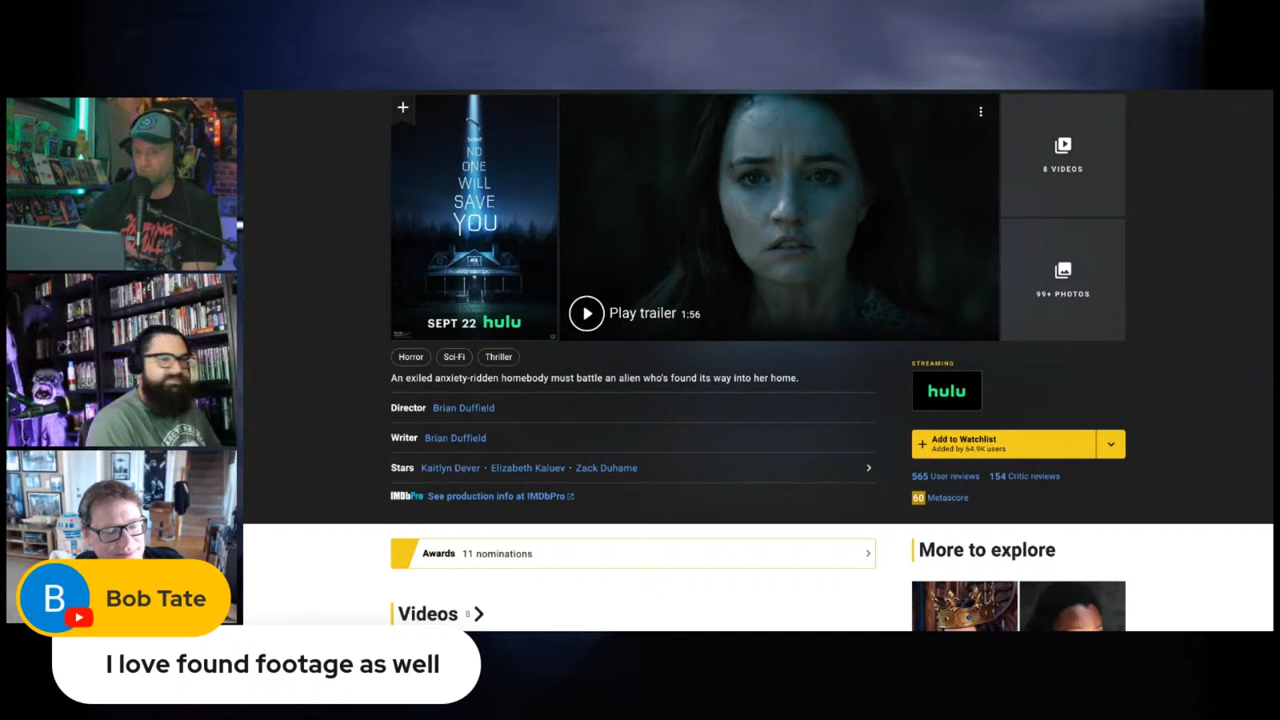 NO
ONE
WILL
SAVE
YOU
SEPT 22 hulu
Play trailer 1:56
8 VIDEOS
99+ PHOTOS
Horror Sci-Fi Thriller
An exiled anxiety-ridden homebody must battle an alien who's found its way into her home.
Director Brian Duffield
Writer Brian Duffield
Stars Kaitlyn Dever · Elizabeth Kaluev · Zack Duhame
IMDbPro See production info at IMDbPro
STREAMING
hulu
+ Add to Watchlist
Added by 54.9K users
565 User reviews 154 Critic reviews
60 Metascore
Awards 11 nominations
More to explore
Videos 8
B Bob Tate
I love found footage as well